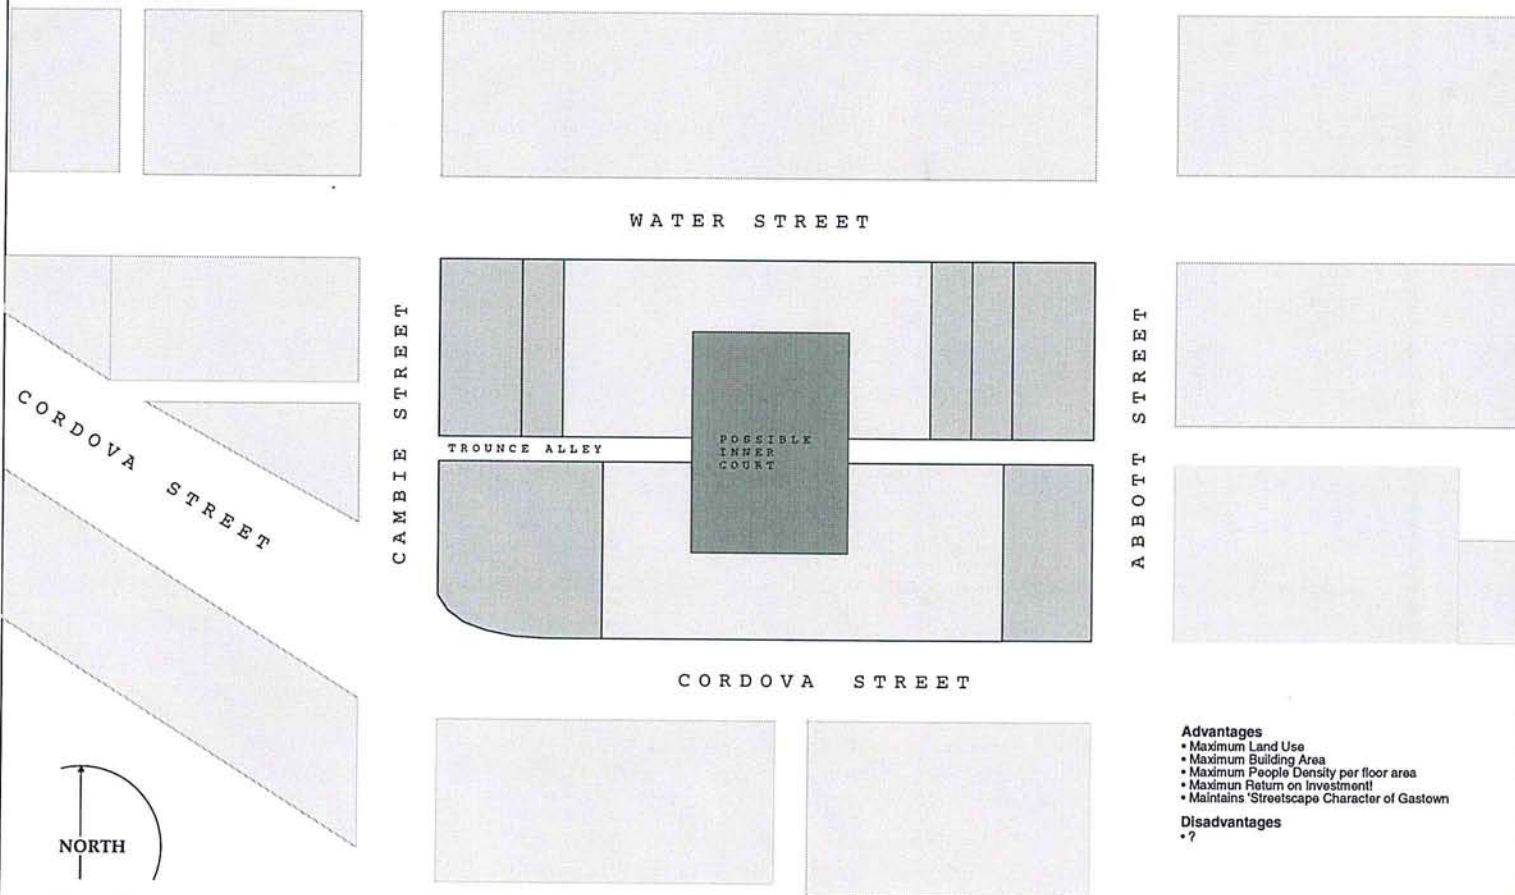 WATER STREET
CAMBIE STREET
ABBOTT STREET
CORDOVA STREET
TROUNCE ALLEY
POSSIBLE
INNER
COURT
CORDOVA STREET
Advantages
• Maximum Land Use
• Maximum Building Area
• Maximum People Density per floor area
• Maximun Return on Investment!
• Maintains 'Streetscape Character of Gastown
Disadvantages
• ?
NORTH